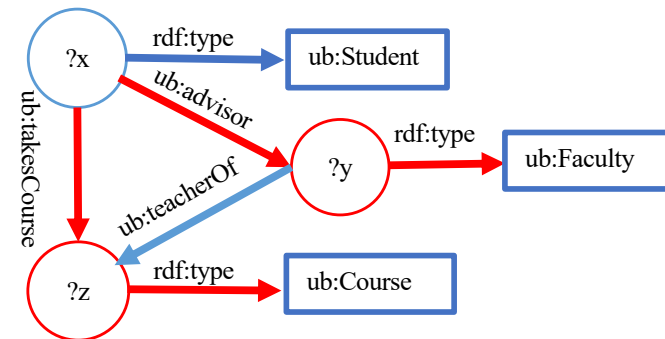 rdf:type
?x
ub:Student
ub:advisor
ub:takesCourse
rdf:type
?y
ub:Faculty
ub:teacherOf
rdf:type
?z
ub:Course